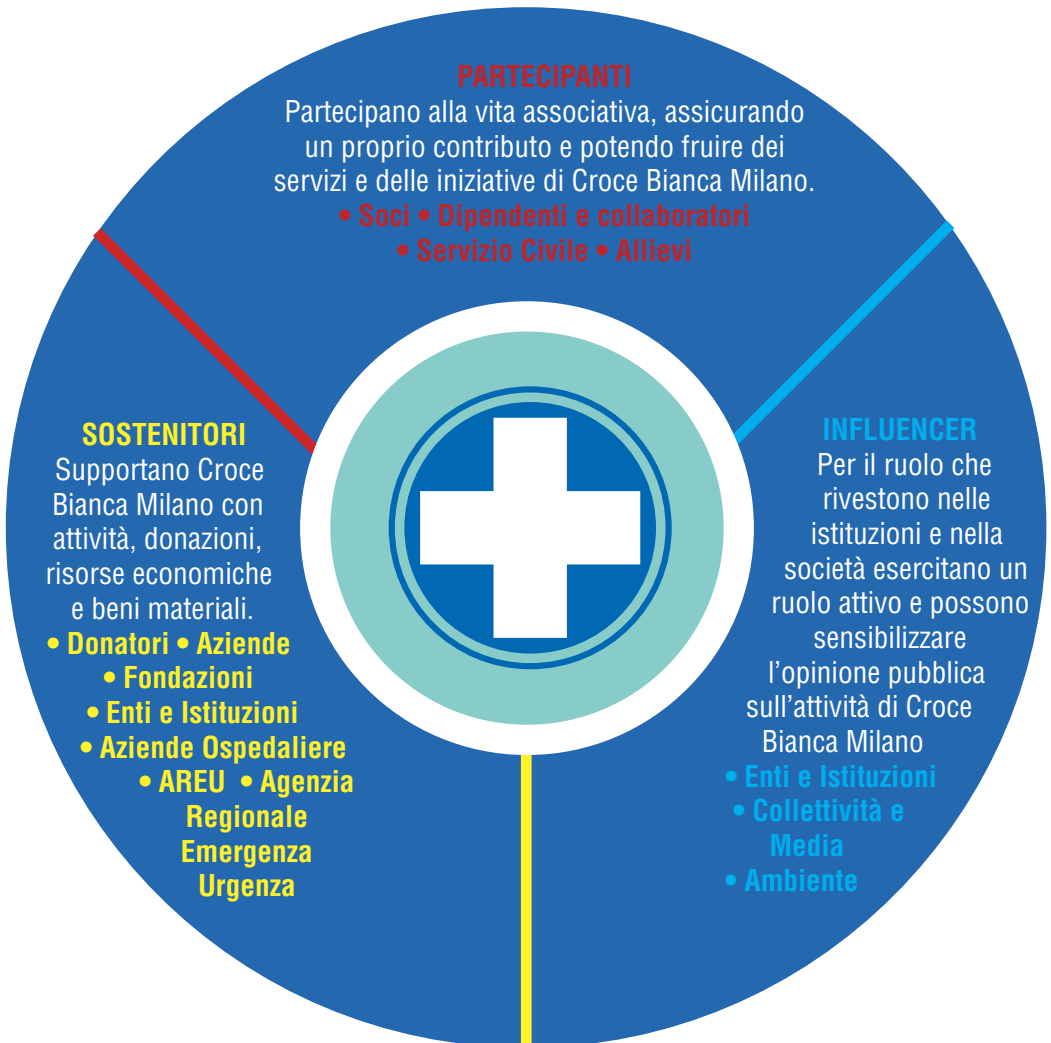 PARTECIPANTI
Partecipano alla vita associativa, assicurando
un proprio contributo e potendo fruire dei
servizi e delle iniziative di Croce Bianca Milano.
• Soci • Dipendenti e collaboratori
• Servizio Civile • Allievi
SOSTENITORI
Supportano Croce
Bianca Milano con
attività, donazioni,
risorse economiche
e beni materiali.
• Donatori • Aziende
• Fondazioni
• Enti e Istituzioni
• Aziende Ospedaliere
• AREU • Agenzia
Regionale
Emergenza
Urgenza
INFLUENCER
Per il ruolo che
rivestono nelle
istituzioni e nella
società esercitano un
ruolo attivo e possono
sensibilizzare
l’opinione pubblica
sull’attività di Croce
Bianca Milano
• Enti e Istituzioni
• Collettività e
Media
• Ambiente